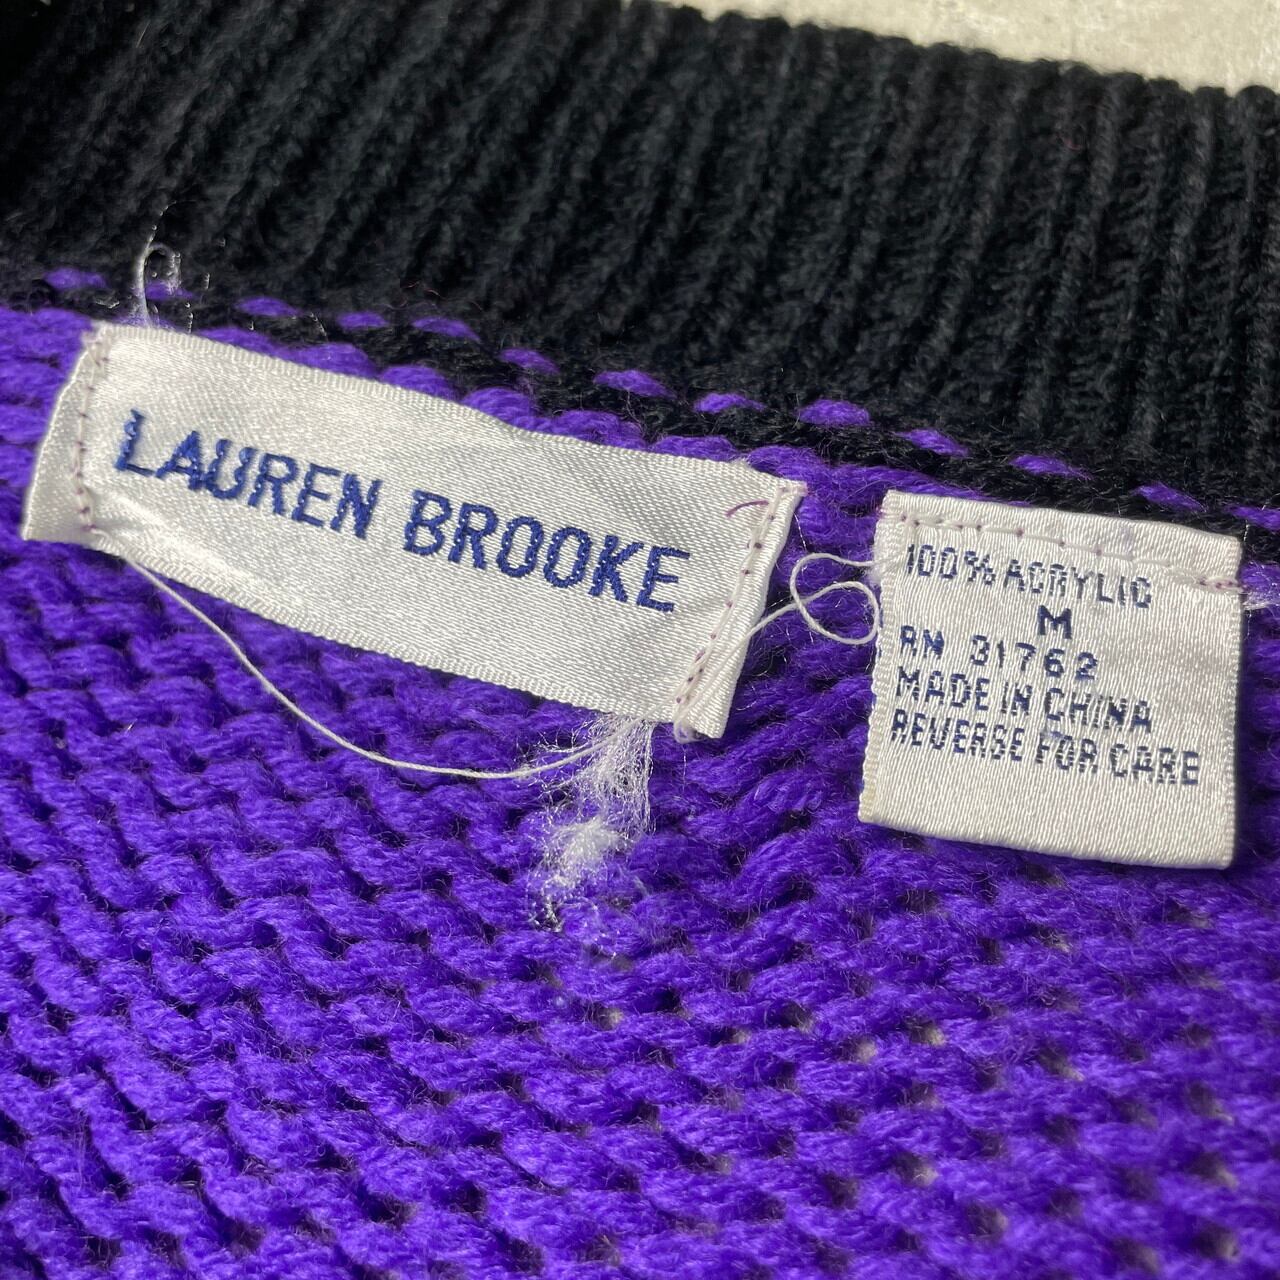 LAUREN BROOKE
100% ACRYLIC
M
RN 31762
MADE IN CHINA
REVERSE FOR CARE